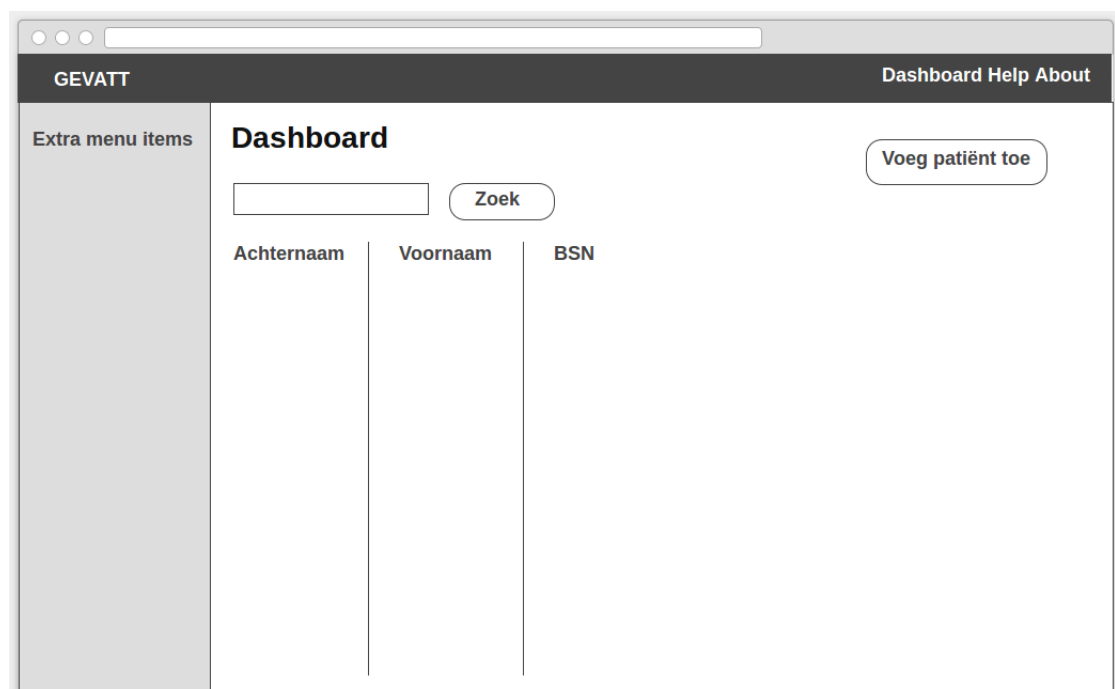 GEVATT
Dashboard Help About
Extra menu items
Dashboard
Voeg patiënt toe
Zoek
Achternaam Voornaam BSN